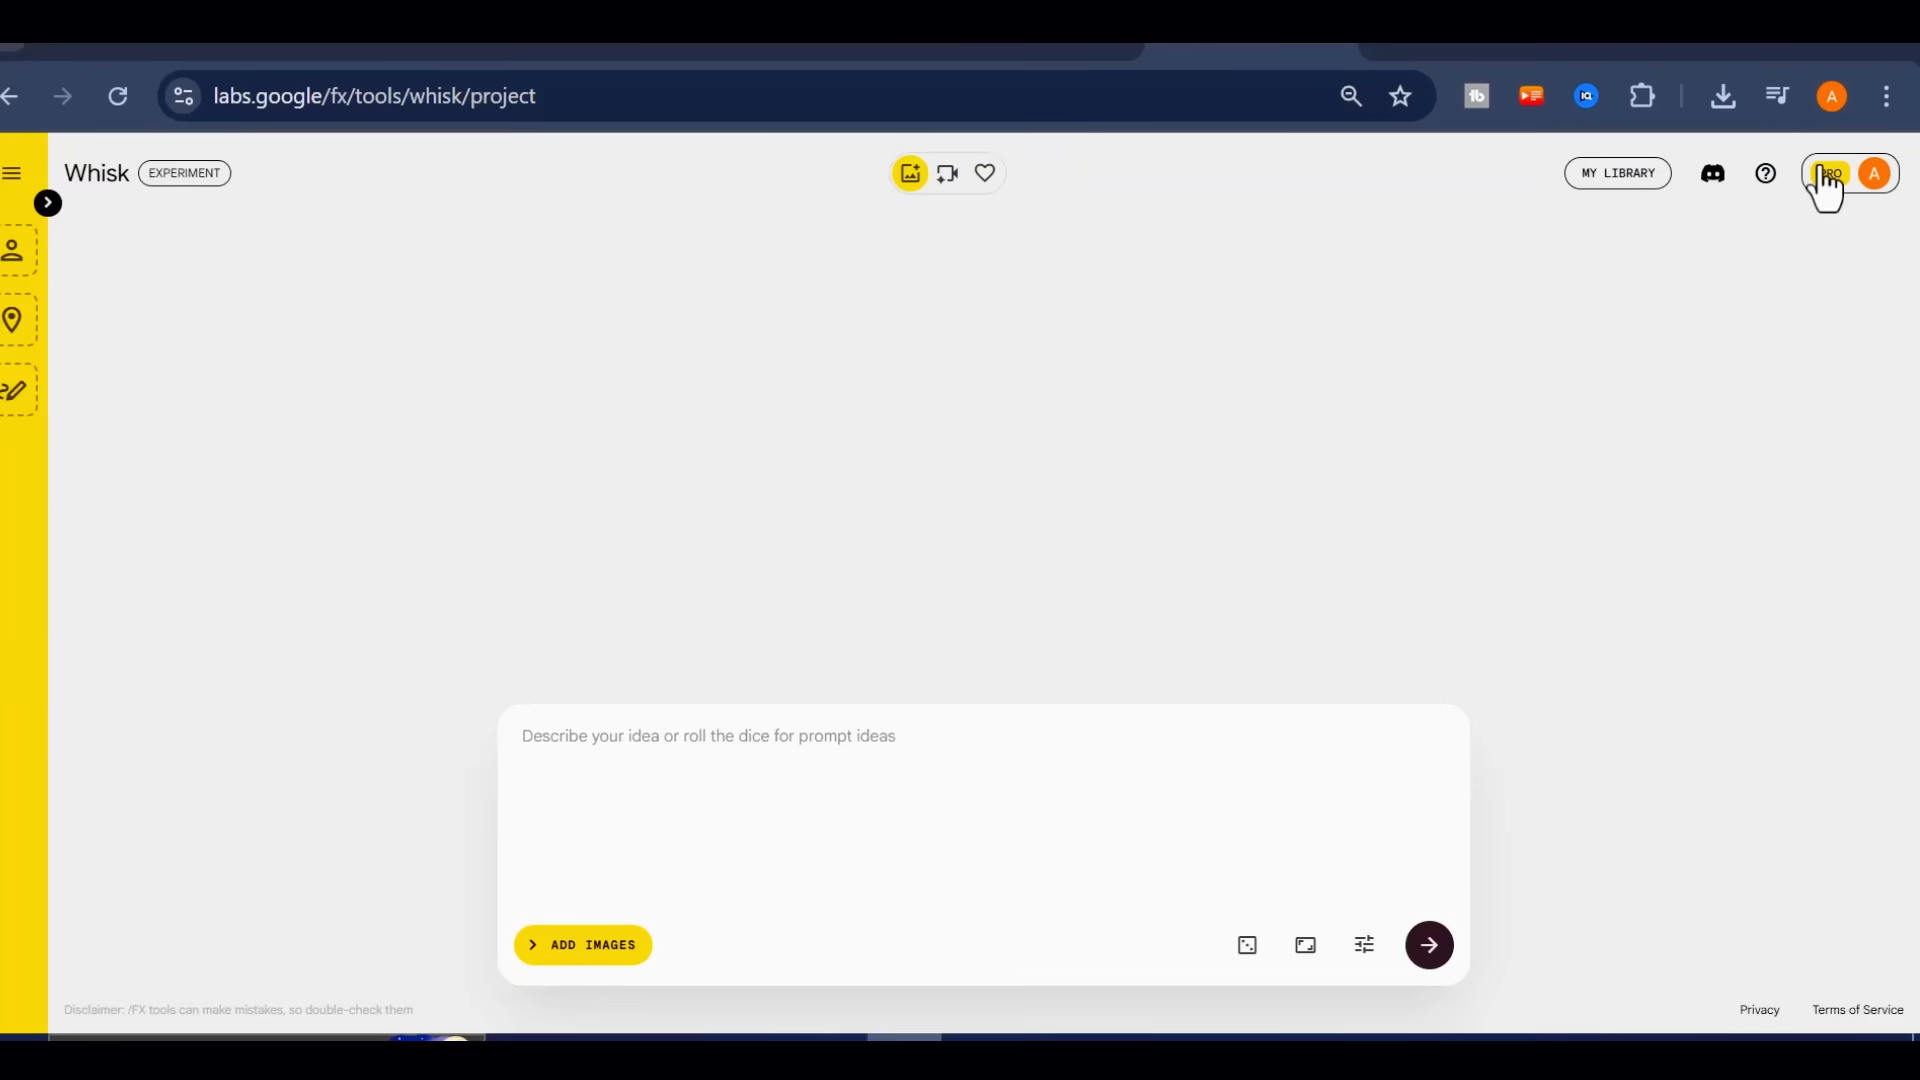 labs.google/fx/tools/whisk/project
Whisk EXPERIMENT
MY LIBRARY
A
A
Describe your idea or roll the dice for prompt ideas
ADD IMAGES
Disclaimer: /FX tools can make mistakes, so double-check them
Privacy
Terms of Service